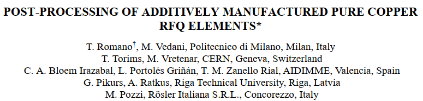 POST-PROCESSING OF ADDITIVELY MANUFACTURED PURE COPPER
RFQ ELEMENTS*
T. Romano†, M. Vedani, Politecnico di Milano, Milan, Italy
T. Torims, M. Vretenar, CERN, Geneva, Switzerland
C. A. Bloem Irazabal, L. Portolés Griñán, T. M. Zanello Rial, AIDIMME, Valencia, Spain
G. Pikurs, A. Ratkus, Riga Technical University, Riga, Latvia
M. Pozzi, Rösler Italiana S.R.L., Concorezzo, Italy